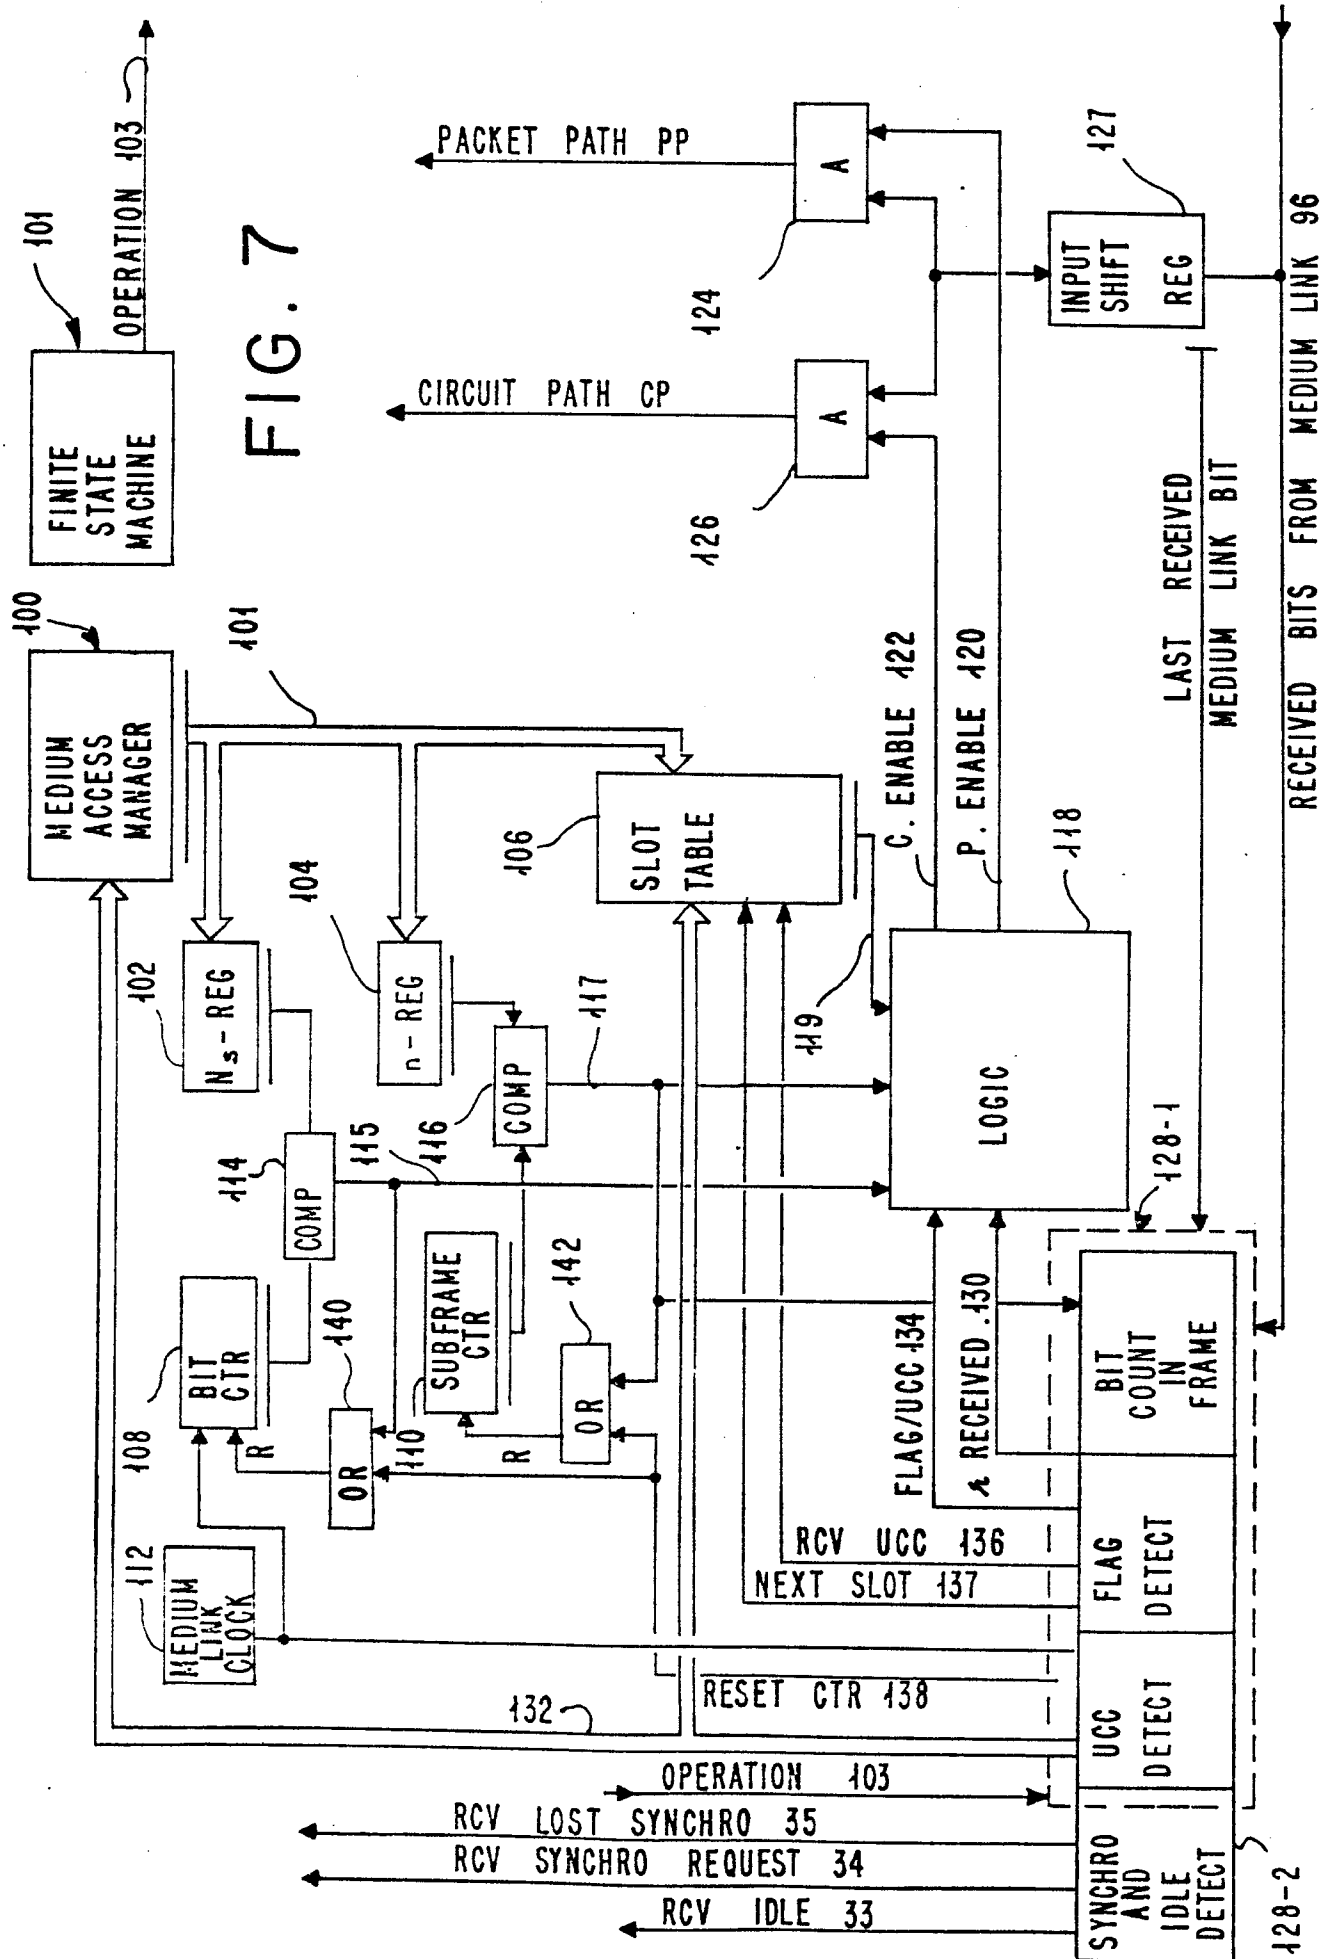 FINITE
STATE
MACHINE
101
OPERATION 103
FIG. 7
MEDIUM
ACCESS
MANAGER
100
101
102
Ns-REG
104
n-REG
106
SLOT
TABLE
108
BIT
CTR
R
112
MEDIUM
LINK
CLOCK
114
COMP
115
116
COMP
117
140
OR
110
SUBFRAME
CTR
R
142
OR
119
LOGIC
118
C. ENABLE 122
P. ENABLE 120
CIRCUIT PATH CP
PACKET PATH PP
126
A
124
A
127
INPUT
SHIFT
REG
LAST RECEIVED
MEDIUM LINK BIT
RECEIVED BITS FROM MEDIUM LINK 96
128-1
BIT
COUNT
IN
FRAME
FLAG/UCC 134
r RECEIVED .130
FLAG
DETECT
RCV UCC 136
NEXT SLOT 137
UCC
DETECT
RESET CTR 138
132
OPERATION 103
RCV LOST SYNCHRO 35
RCV SYNCHRO REQUEST 34
RCV IDLE 33
SYNCHRO
AND
IDLE
DETECT
128-2